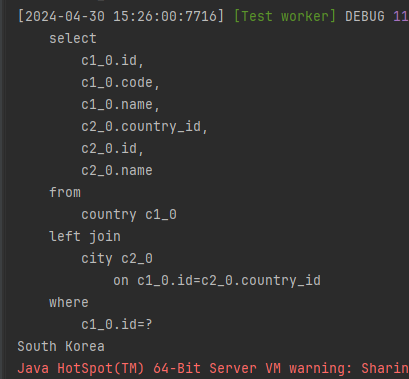 [2024-04-30 15:26:00:7716] [Test worker] DEBUG 11
select
c1_0.id,
c1_0.code,
c1_0.name,
c2_0.country_id,
c2_0.id,
c2_0.name
from
country c1_0
left join
city c2_0
on c1_0.id=c2_0.country_id
where
c1_0.id=?
South Korea
Java HotSpot(TM) 64-Bit Server VM warning: Sharin